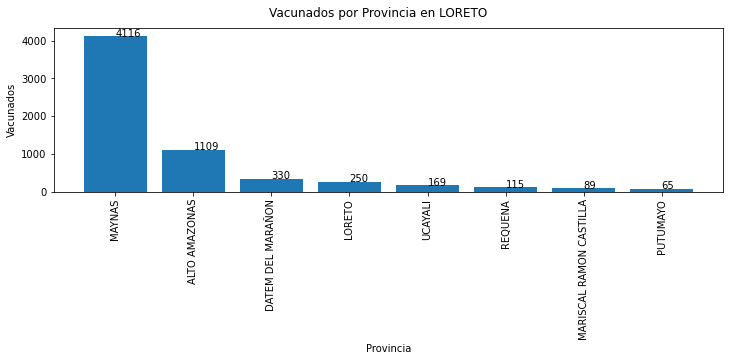 Vacunados por Provincia en LORETO
Vacunados
4000
3000
2000
1000
0
4116
1109
330
250
169
115
89
65
MAYNAS
ALTO AMAZONAS
DATEM DEL MARAÑON
LORETO
UCAYALI
REQUENA
MARISCAL RAMON CASTILLA
PUTUMAYO
Provincia